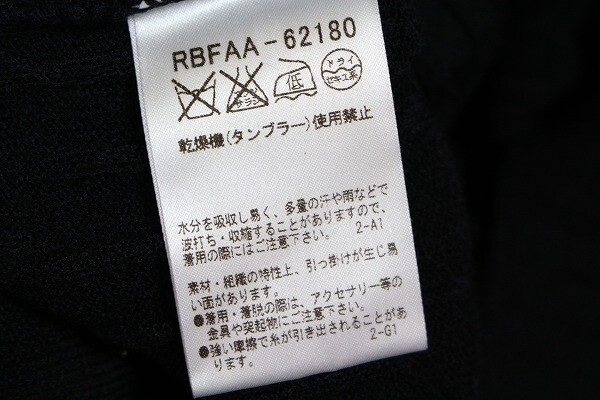 RBFAA-62180
低 ドライ
セキユ系
乾燥機(タンブラー)使用禁止
水分を吸収し易く、多量の汗や雨などで
波打ち・収縮することがありますので、
着用の際にはご注意下さい。 2-A1
素材・組織の特性上、引っ掛けが生じ易
い面があります。
●着用・着脱の際は、アクセサリー等の
金具や突起物にご注意下さい。
●強い摩擦で糸が引き出されることがあ
ります。 2-G1